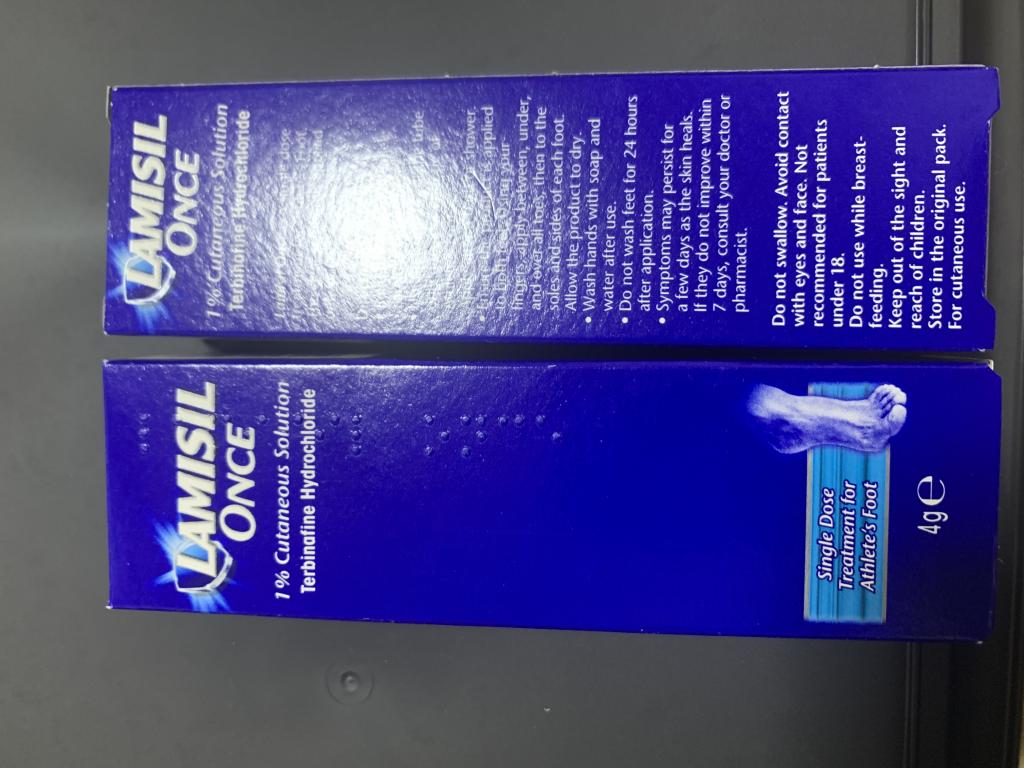 LAMISIL
ONCE
1% Cutaneous Solution
Terbinafine Hydrochloride
dose
tube
shower.
applied
to both feet. Using your
fingers, apply between, under,
and over all toes, then to the
soles and sides of each foot.
Allow the product to dry.
• Wash hands with soap and
water after use.
• Do not wash feet for 24 hours
after application.
• Symptoms may persist for
a few days as the skin heals.
If they do not improve within
7 days, consult your doctor or
pharmacist.
Do not swallow. Avoid contact
with eyes and face. Not
recommended for patients
under 18.
Do not use while breast-
feeding.
Keep out of the sight and
reach of children.
Store in the original pack.
For cutaneous use.
LAMISIL
ONCE
1% Cutaneous Solution
Terbinafine Hydrochloride
Single Dose
Treatment for
Athlete's Foot
4g ℮